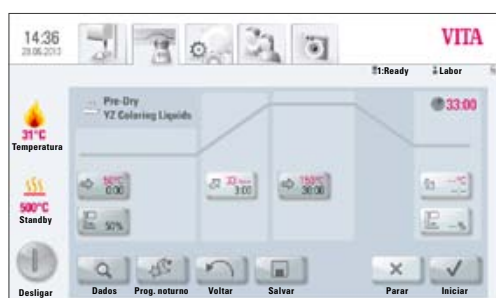 14:36
28.06.2013
VITA
1:Ready
Labor
Pre-Dry
YZ Coloring Liquids
33:00
31°C
Temperatura
500°C
Standby
50°C
0:00
33
3:00
150°C
30:00
--°C
-- --
50%
-- %
Desligar
Dados
Prog. noturno
Voltar
Salvar
Parar
Iniciar